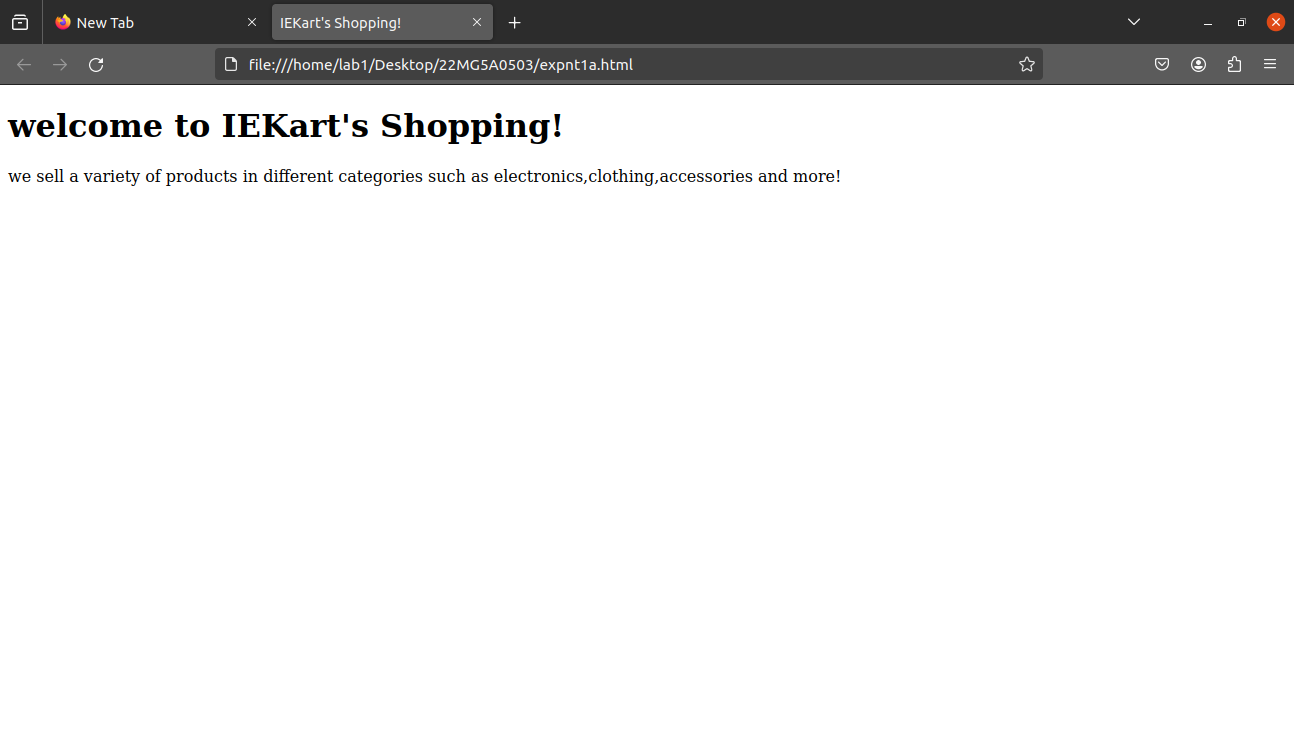 New Tab
IEKart's Shopping!
file:///home/lab1/Desktop/22MG5A0503/expnt1a.html
welcome to IEKart's Shopping!
we sell a variety of products in different categories such as electronics,clothing,accessories and more!